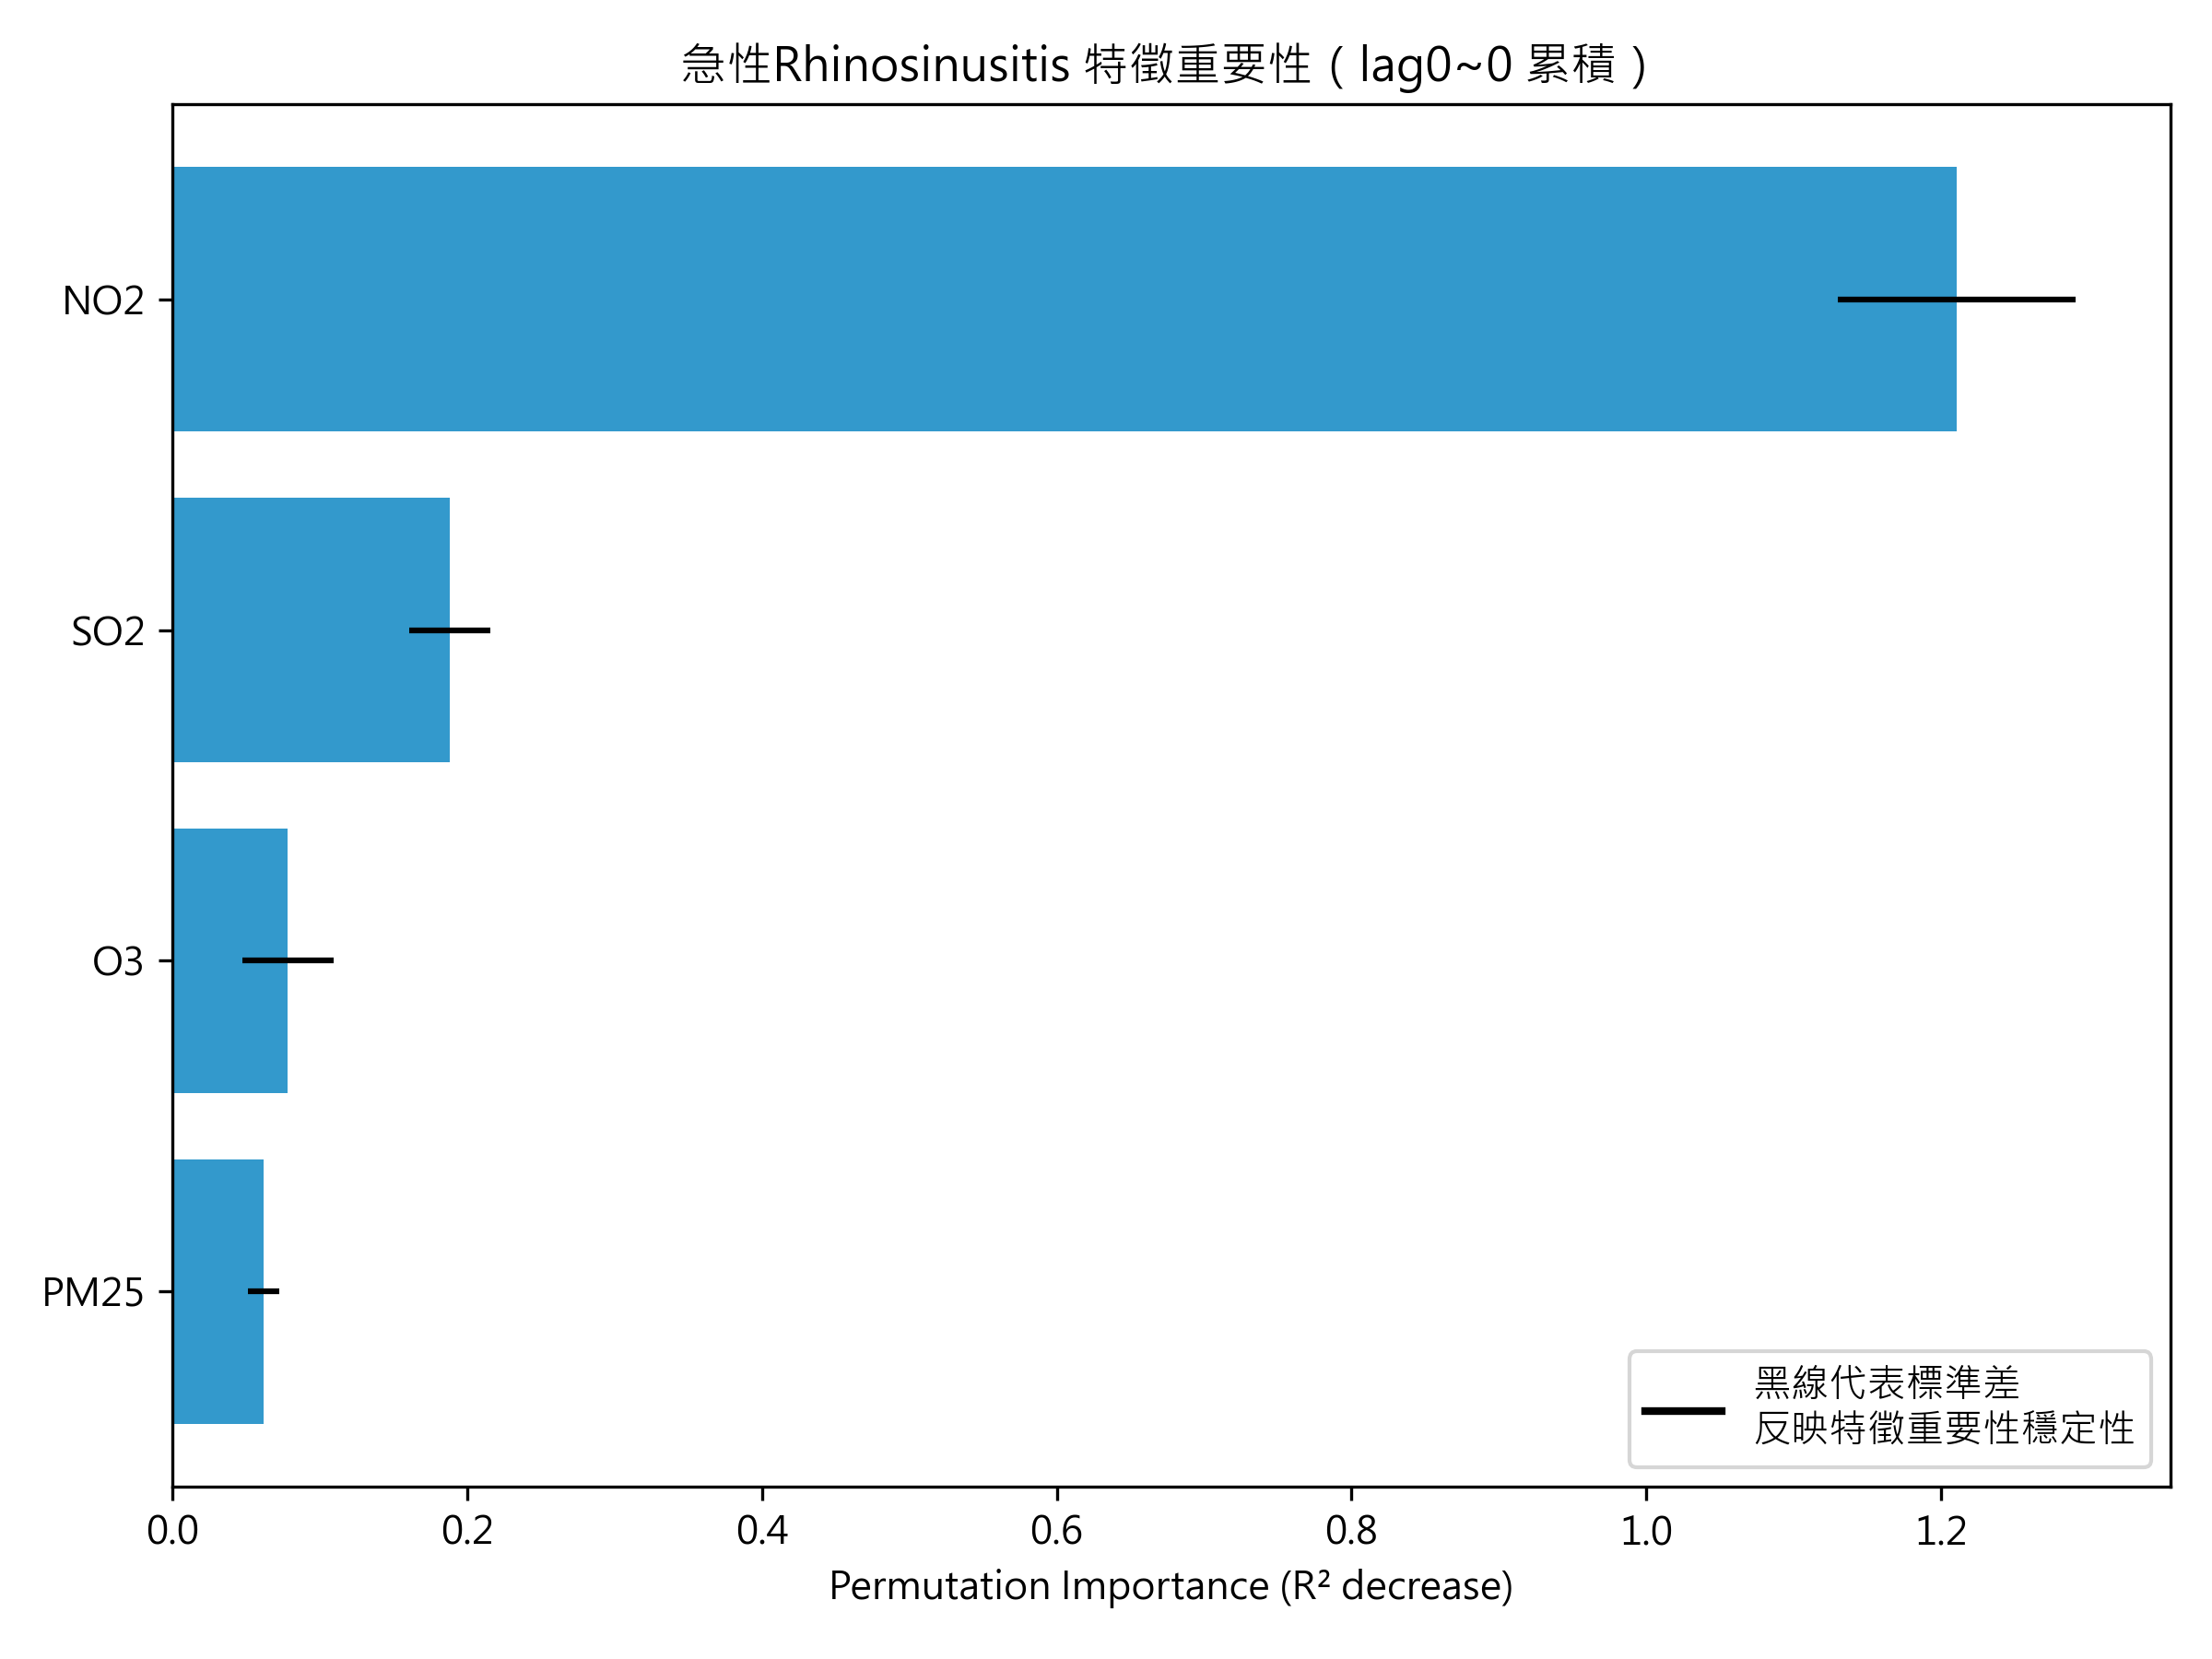 急性Rhinosinusitis 特徵重要性（lag0~0 累積）
NO2
SO2
O3
PM25
黑線代表標準差
反映特徵重要性穩定性
0.0 0.2 0.4 0.6 0.8 1.0 1.2
Permutation Importance (R² decrease)